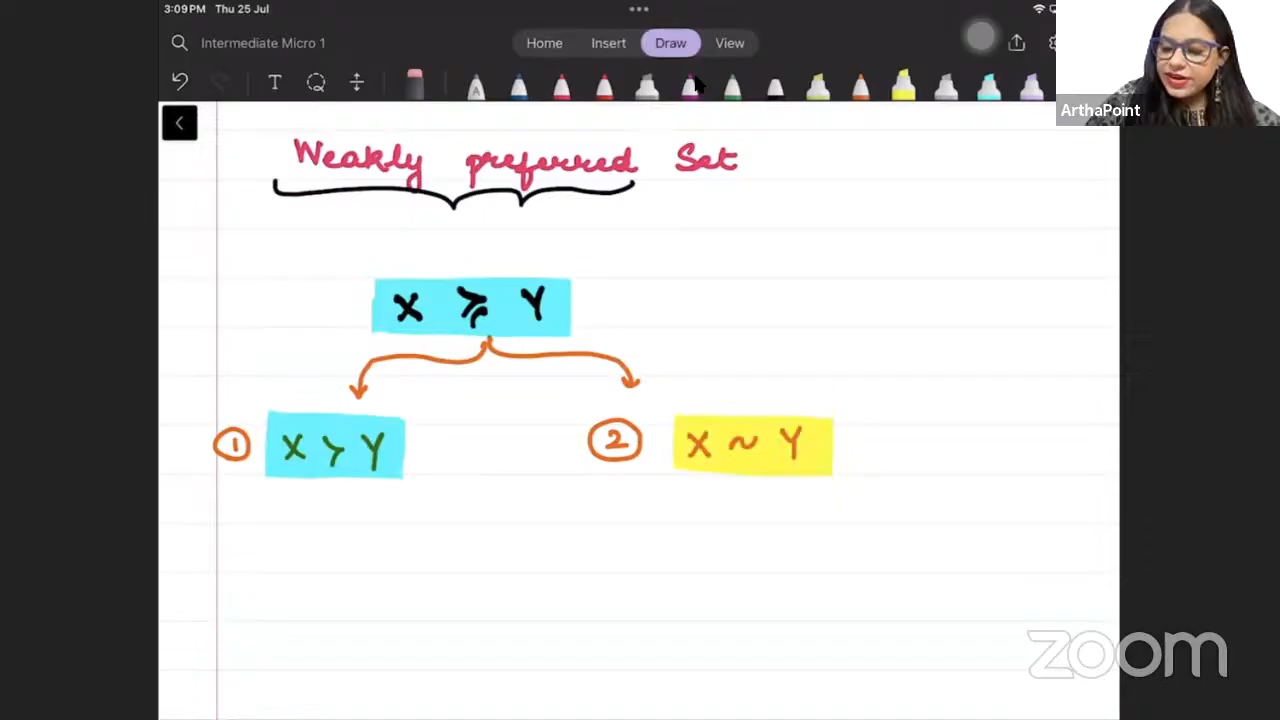 3:09 PM Thu 25 Jul
Intermediate Micro 1
Home Insert Draw View
ArthaPoint
Weakly preferred Set
X ≽ Y
① X ≻ Y ② X ~ Y
zoom